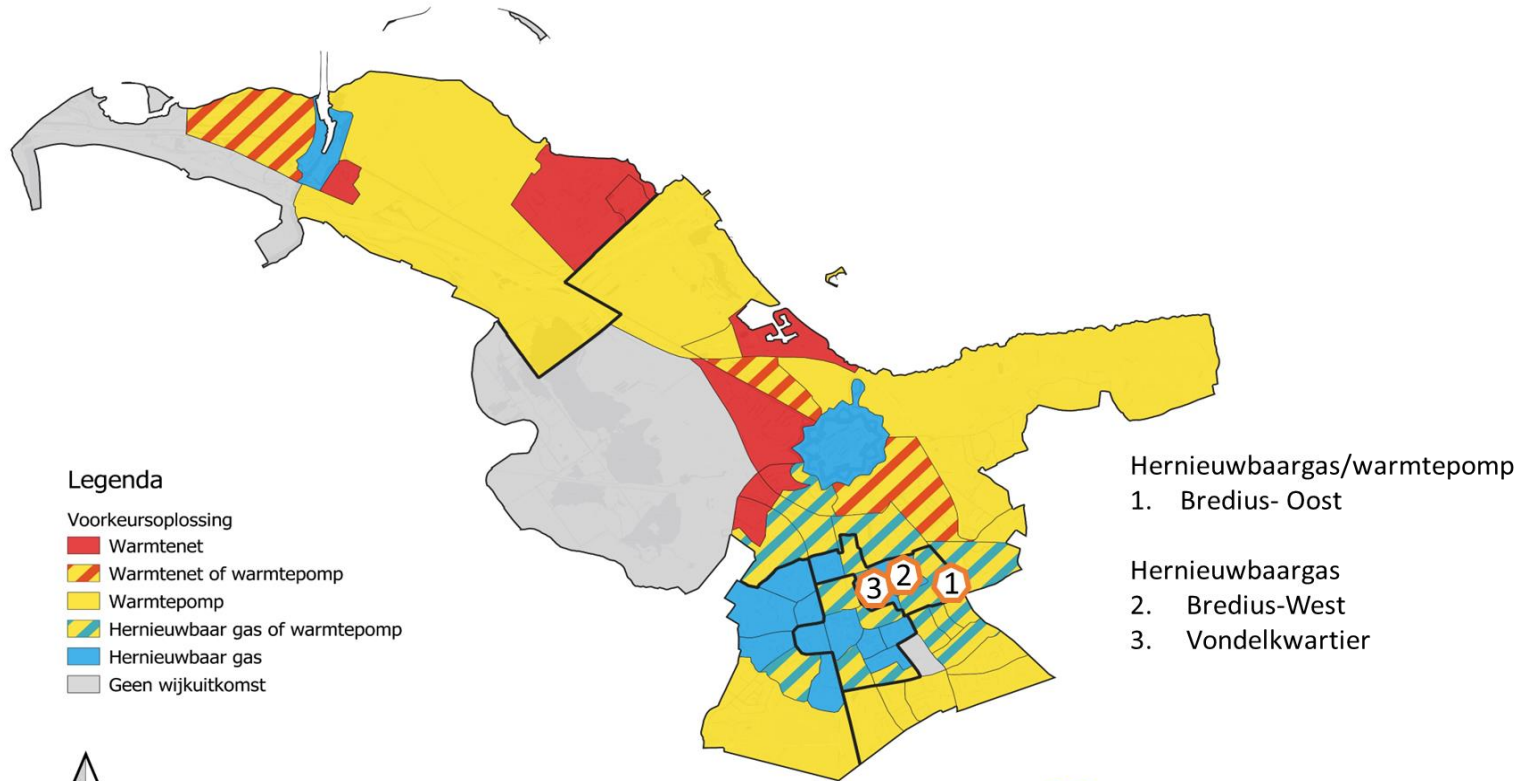 Legenda
Voorkeursoplossing
Warmtenet
Warmtenet of warmtepomp
Warmtepomp
Hernieuwbaar gas of warmtepomp
Hernieuwbaar gas
Geen wijkuitkomst
3
2
1
Hernieuwbaargas/warmtepomp
1. Bredius- Oost
Hernieuwbaargas
2. Bredius-West
3. Vondelkwartier